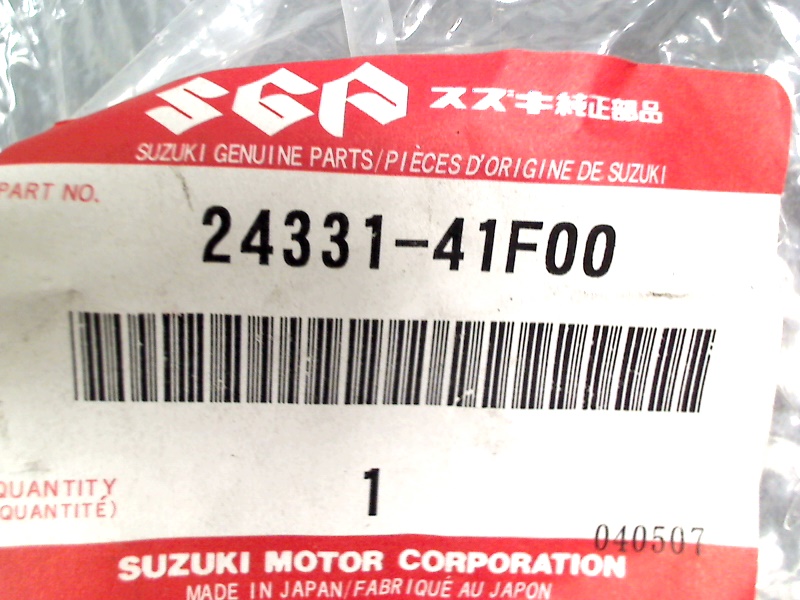 SGP スズキ純正部品
SUZUKI GENUINE PARTS/PIÈCES D'ORIGINE DE SUZUKI
PART NO.
24331-41F00
QUANTITY 1
(QUANTITÉ)
040507
SUZUKI MOTOR CORPORATION
MADE IN JAPAN/FABRIQUÉ AU JAPON